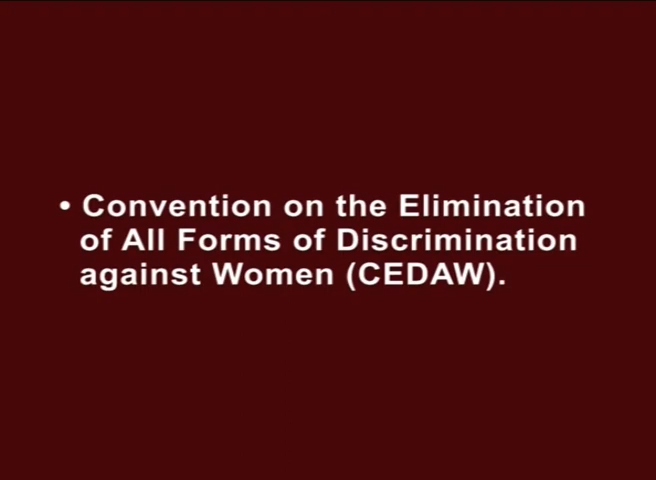 • Convention on the Elimination
of All Forms of Discrimination
against Women (CEDAW).